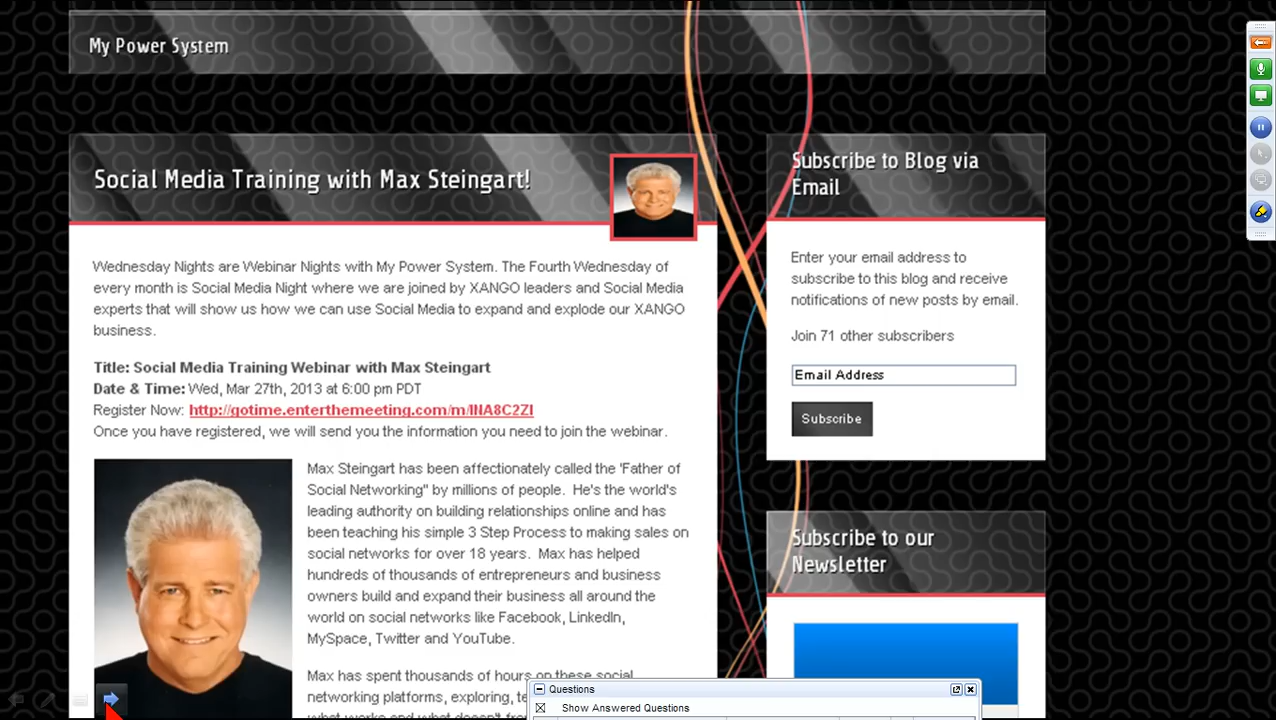 My Power System
Social Media Training with Max Steingart!
Wednesday Nights are Webinar Nights with My Power System. The Fourth Wednesday of
every month is Social Media Night where we are joined by XANGO leaders and Social Media
experts that will show us how we can use Social Media to expand and explode our XANGO
business.
Title: Social Media Training Webinar with Max Steingart
Date & Time: Wed, Mar 27th, 2013 at 6:00 pm PDT
Register Now: http://gotime.enterthemeeting.com/m/INA8C2ZI
Once you have registered, we will send you the information you need to join the webinar.
Max Steingart has been affectionately called the 'Father of
Social Networking" by millions of people. He's the world's
leading authority on building relationships online and has
been teaching his simple 3 Step Process to making sales on
social networks for over 18 years. Max has helped
hundreds of thousands of entrepreneurs and business
owners build and expand their business all around the
world on social networks like Facebook, LinkedIn,
MySpace, Twitter and YouTube.
Max has spent thousands of hours on these social
networking platforms, exploring,
Subscribe to Blog via
Email
Enter your email address to
subscribe to this blog and receive
notifications of new posts by email.
Join 71 other subscribers
Email Address
Subscribe
Subscribe to our
Newsletter
Questions
Show Answered Questions